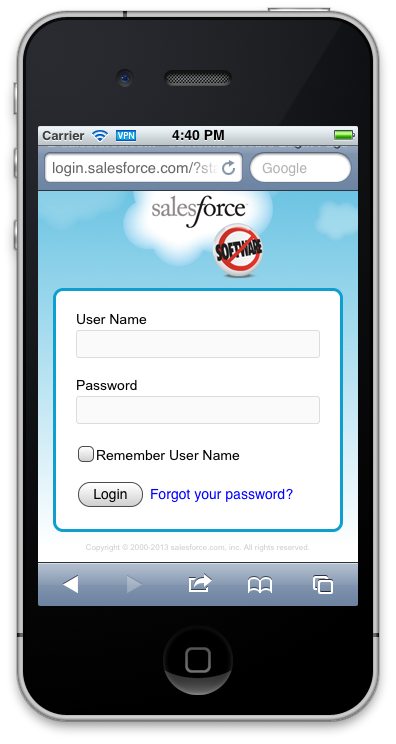 Carrier VPN 4:40 PM
login.salesforce.com/?sta Google
salesforce
SOFTWARE
User Name
Password
Remember User Name
Login Forgot your password?
Copyright © 2000-2013 salesforce.com, inc. All rights reserved.